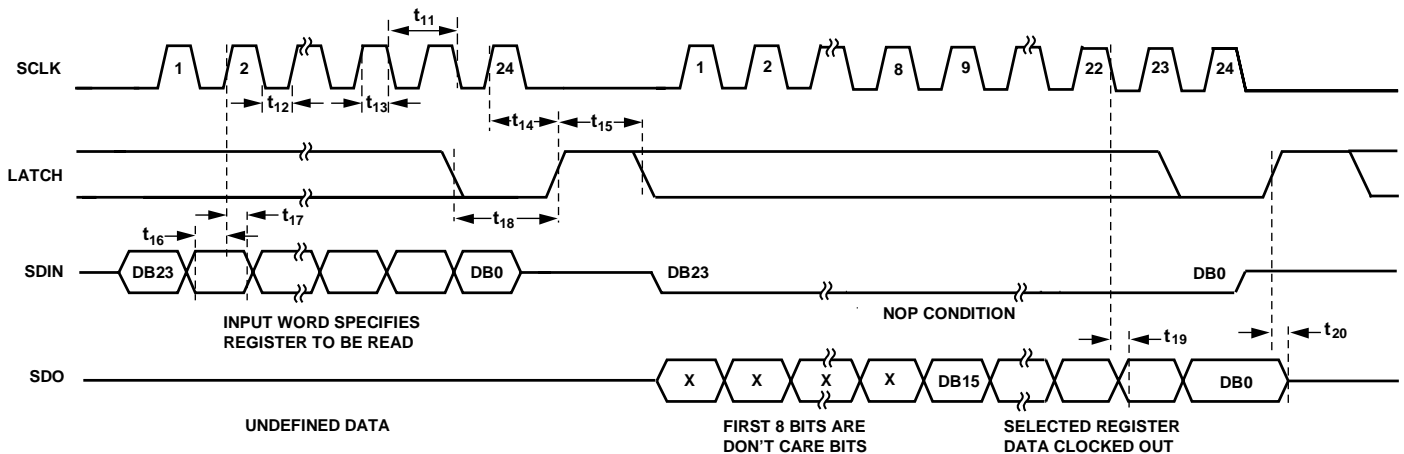 t11
SCLK
1
2
24
1
2
8
9
22
23
24
t12
t13
t14
t15
LATCH
t16
t17
t18
SDIN
DB23
DB0
DB23
DB0
NOP CONDITION
INPUT WORD SPECIFIES
REGISTER TO BE READ
t19
t20
SDO
X
X
X
X
DB15
DB0
UNDEFINED DATA
FIRST 8 BITS ARE
DON'T CARE BITS
SELECTED REGISTER
DATA CLOCKED OUT